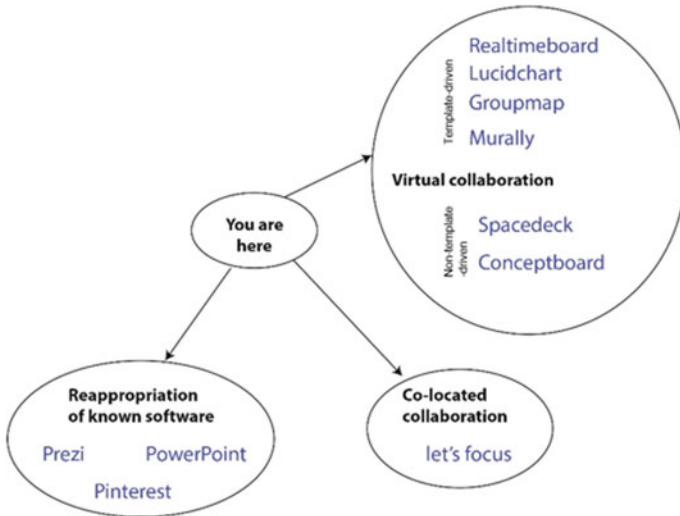 Realtimeboard
Lucidchart
Groupmap
Murally
Template-driven
Virtual collaboration
Spacedeck
Conceptboard
Non-template
-driven
You are
here
Reappropriation
of known software
Prezi PowerPoint
Pinterest
Co-located
collaboration
let's focus